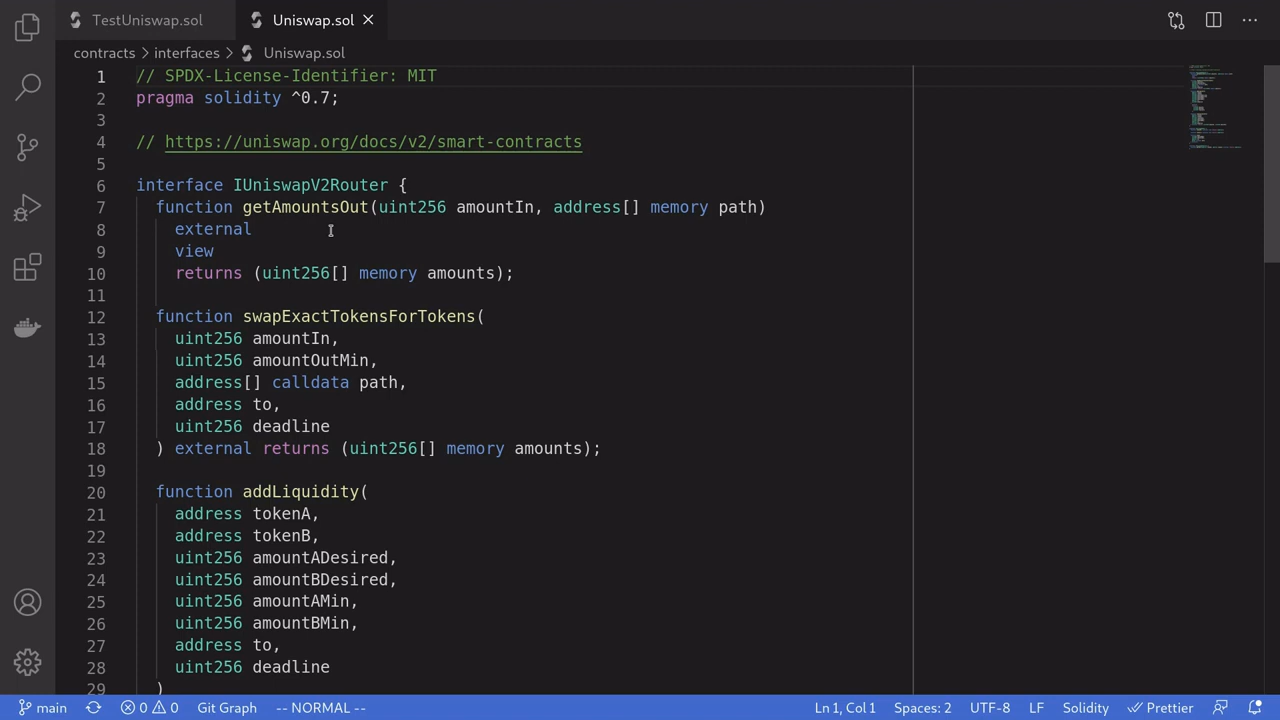 TestUniswap.sol
Uniswap.sol
contracts > interfaces > Uniswap.sol
1 // SPDX-License-Identifier: MIT
2 pragma solidity ^0.7;
3
4 // https://uniswap.org/docs/v2/smart-contracts
5
6 interface IUniswapV2Router {
7 function getAmountsOut(uint256 amountIn, address[] memory path)
8 external
9 view
10 returns (uint256[] memory amounts);
11
12 function swapExactTokensForTokens(
13 uint256 amountIn,
14 uint256 amountOutMin,
15 address[] calldata path,
16 address to,
17 uint256 deadline
18 ) external returns (uint256[] memory amounts);
19
20 function addLiquidity(
21 address tokenA,
22 address tokenB,
23 uint256 amountADesired,
24 uint256 amountBDesired,
25 uint256 amountAMin,
26 uint256 amountBMin,
27 address to,
28 uint256 deadline
29 )
main 0 0 Git Graph -- NORMAL -- Ln 1, Col 1 Spaces: 2 UTF-8 LF Solidity Prettier